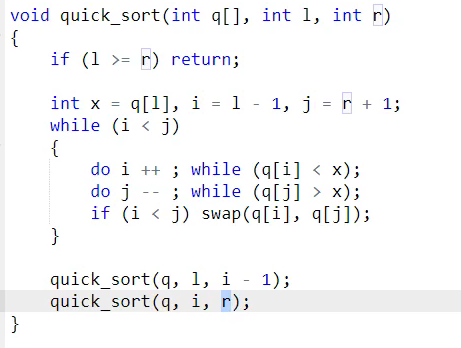 void quick_sort(int q[], int l, int r)
{
if (l >= r) return;
int x = q[l], i = l - 1, j = r + 1;
while (i < j)
{
do i ++ ; while (q[i] < x);
do j -- ; while (q[j] > x);
if (i < j) swap(q[i], q[j]);
}
quick_sort(q, l, i - 1);
quick_sort(q, i, r);
}